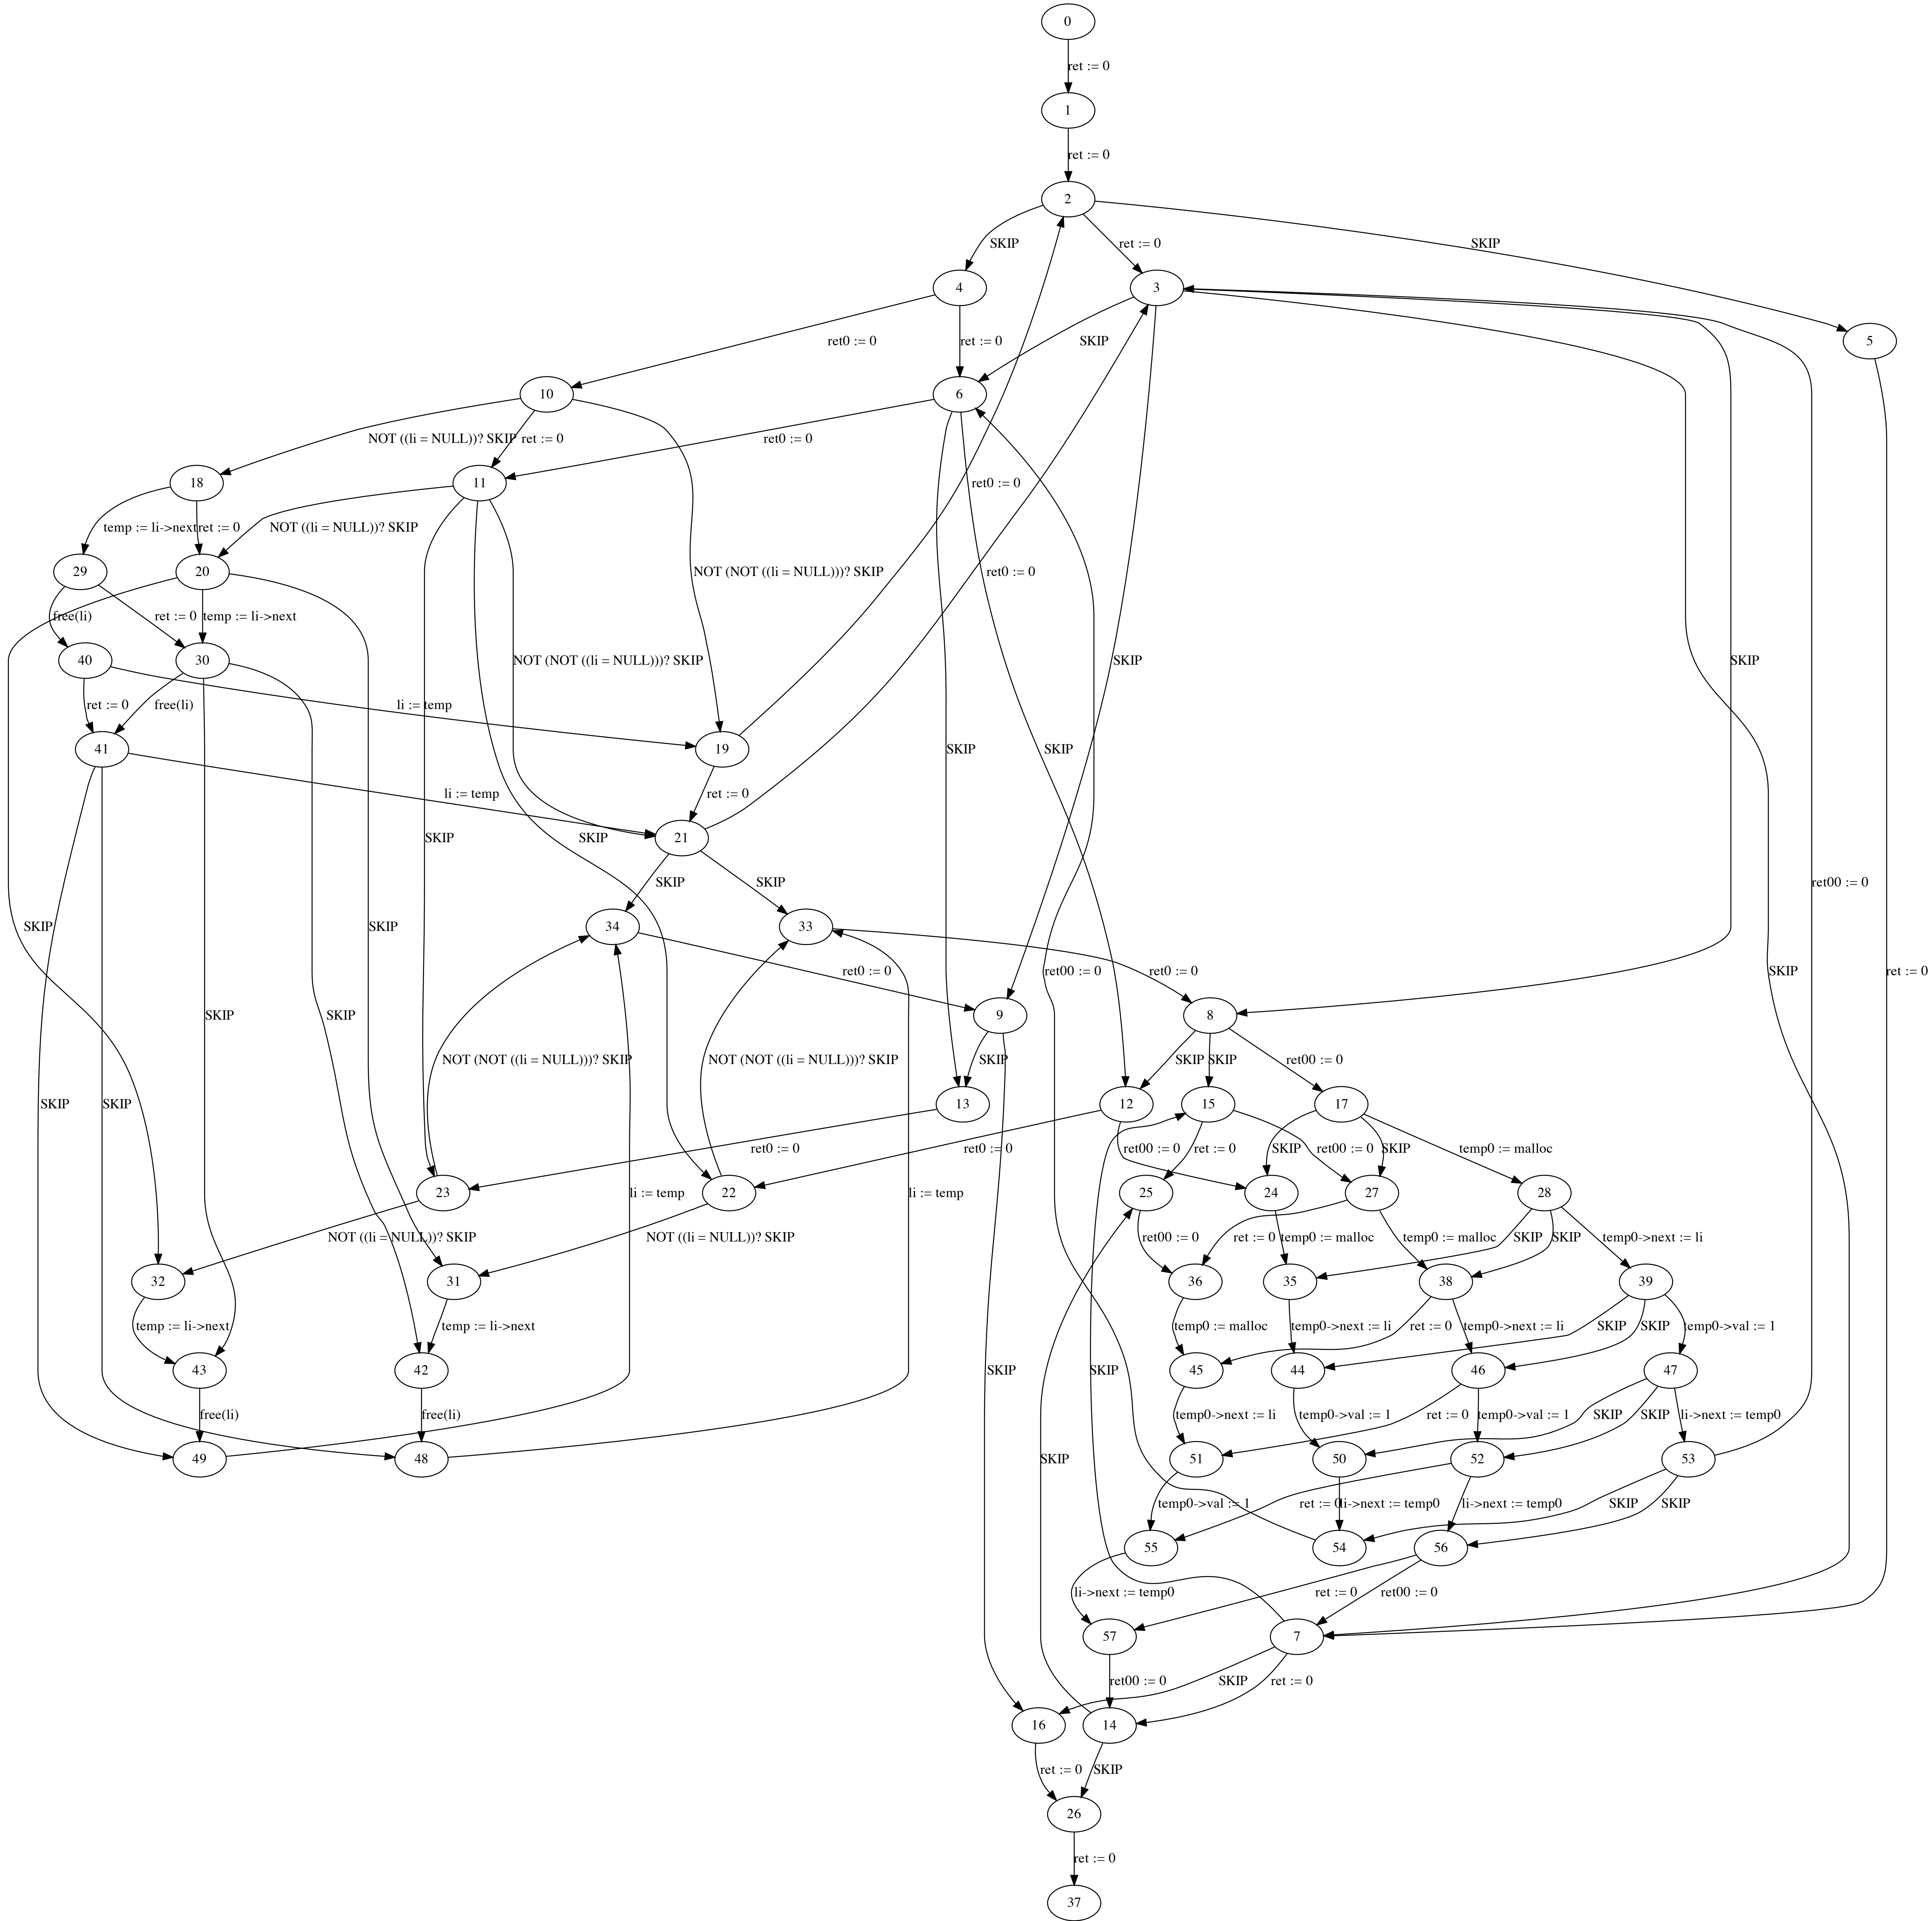 0
ret := 0
1
ret := 0
2
SKIP
ret := 0
SKIP
4
3
5
ret0 := 0
ret := 0
SKIP
10
6
NOT ((li = NULL))? SKIP
ret := 0
ret0 := 0
18
11
ret0 := 0
temp := li->next
ret := 0
NOT ((li = NULL))? SKIP
29
20
NOT (NOT ((li = NULL)))? SKIP
ret0 := 0
free(li)
ret := 0
temp := li->next
40
30
NOT (NOT ((li = NULL)))? SKIP
SKIP
SKIP
ret := 0
free(li)
li := temp
41
19
SKIP
SKIP
li := temp
ret := 0
SKIP
SKIP
21
SKIP
SKIP
ret00 := 0
SKIP
SKIP
34
33
ret0 := 0
ret0 := 0
ret00 := 0
SKIP
ret := 0
SKIP
SKIP
9
8
NOT (NOT ((li = NULL)))? SKIP
NOT (NOT ((li = NULL)))? SKIP
SKIP
SKIP
SKIP
ret00 := 0
SKIP
SKIP
13
12
15
17
ret0 := 0
ret0 := 0
ret00 := 0
ret := 0
ret00 := 0
SKIP
SKIP
temp0 := malloc
23
li := temp
22
li := temp
25
24
27
28
NOT ((li = NULL))? SKIP
NOT ((li = NULL))? SKIP
ret00 := 0
ret := 0
temp0 := malloc
temp0 := malloc
SKIP
SKIP
temp0->next := li
32
31
36
35
38
39
temp := li->next
temp := li->next
temp0 := malloc
temp0->next := li
ret := 0
temp0->next := li
SKIP
SKIP
temp0->val := 1
43
42
SKIP
SKIP
45
44
46
47
free(li)
free(li)
temp0->next := li
temp0->val := 1
ret := 0
temp0->val := 1
SKIP
SKIP
li->next := temp0
49
48
SKIP
51
50
52
53
temp0->val := 1
ret := 0
li->next := temp0
li->next := temp0
SKIP
SKIP
55
54
56
li->next := temp0
ret := 0
ret00 := 0
57
7
ret00 := 0
SKIP
ret := 0
16
14
ret := 0
SKIP
26
ret := 0
37